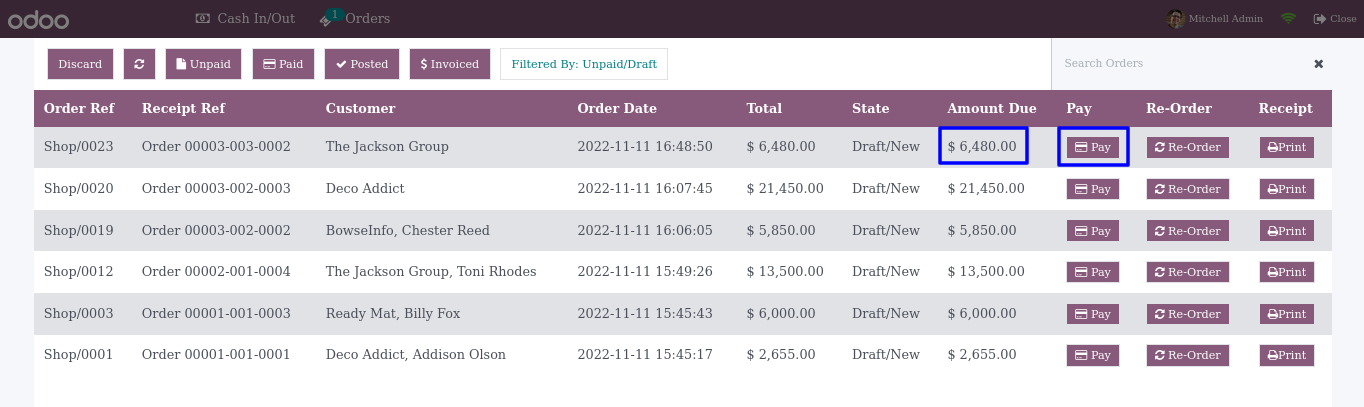 odoo Cash In/Out 1 Orders Mitchell Admin Close
Discard Unpaid Paid Posted $ Invoiced Filtered By: Unpaid/Draft Search Orders
Order Ref Receipt Ref Customer Order Date Total State Amount Due Pay Re-Order Receipt
Shop/0023 Order 00003-003-0002 The Jackson Group 2022-11-11 16:48:50 $ 6,480.00 Draft/New $ 6,480.00 Pay Re-Order Print
Shop/0020 Order 00003-002-0003 Deco Addict 2022-11-11 16:07:45 $ 21,450.00 Draft/New $ 21,450.00 Pay Re-Order Print
Shop/0019 Order 00003-002-0002 BowseInfo, Chester Reed 2022-11-11 16:06:05 $ 5,850.00 Draft/New $ 5,850.00 Pay Re-Order Print
Shop/0012 Order 00002-001-0004 The Jackson Group, Toni Rhodes 2022-11-11 15:49:26 $ 13,500.00 Draft/New $ 13,500.00 Pay Re-Order Print
Shop/0003 Order 00001-001-0003 Ready Mat, Billy Fox 2022-11-11 15:45:43 $ 6,000.00 Draft/New $ 6,000.00 Pay Re-Order Print
Shop/0001 Order 00001-001-0001 Deco Addict, Addison Olson 2022-11-11 15:45:17 $ 2,655.00 Draft/New $ 2,655.00 Pay Re-Order Print